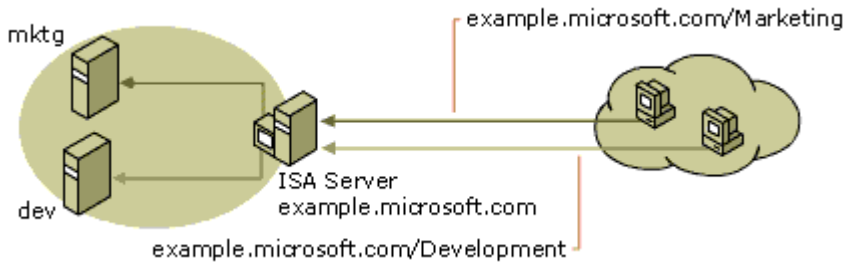 example.microsoft.com/Marketing
mktg
ISA Server
example.microsoft.com
dev
example.microsoft.com/Development